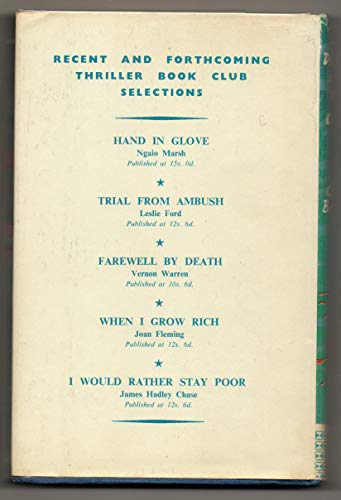 RECENT AND FORTHCOMING
THRILLER BOOK CLUB
SELECTIONS
HAND IN GLOVE
Ngaio Marsh
Published at 15s. 0d.
★
TRIAL FROM AMBUSH
Leslie Ford
Published at 12s. 6d.
★
FAREWELL BY DEATH
Vernon Warren
Published at 10s. 6d.
★
WHEN I GROW RICH
Joan Fleming
Published at 12s. 6d.
★
I WOULD RATHER STAY POOR
James Hadley Chase
Published at 12s. 6d.